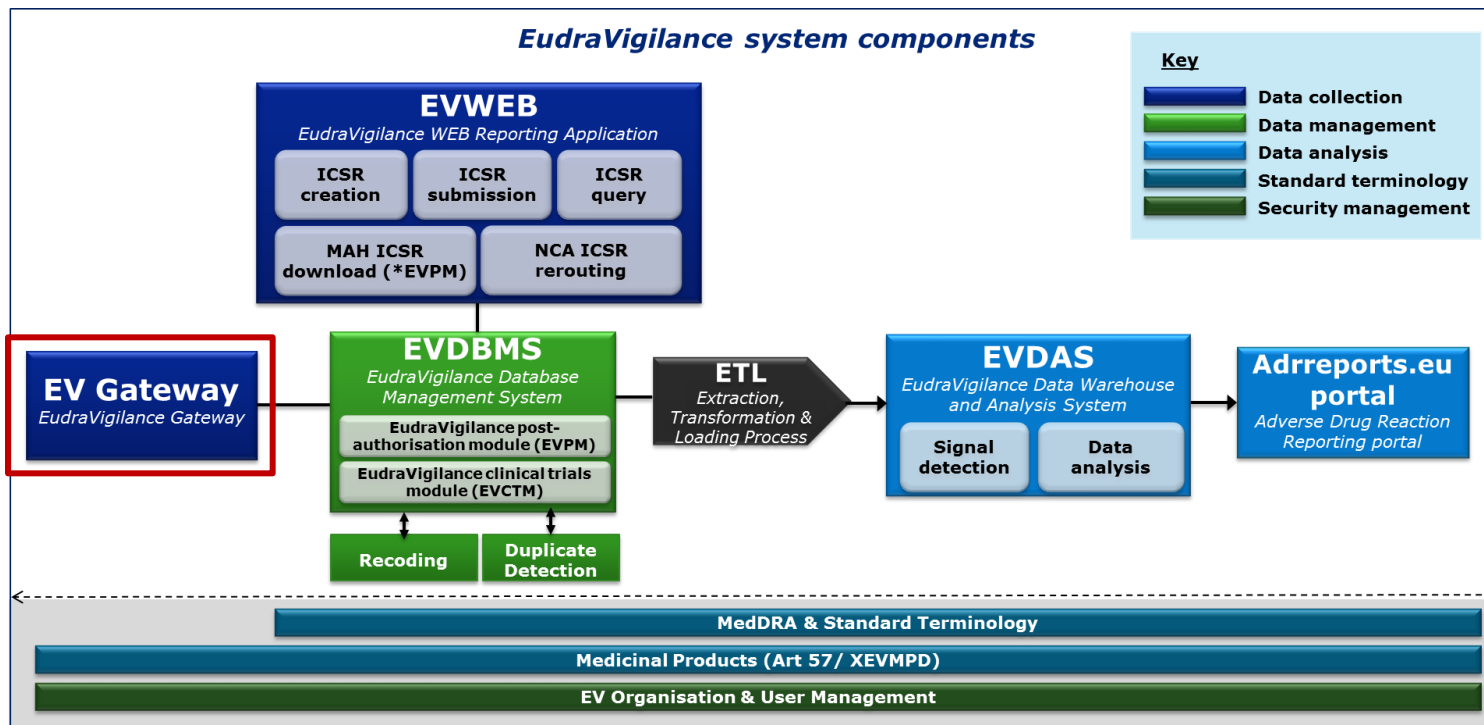 EudraVigilance system components
Key
Data collection
Data management
Data analysis
Standard terminology
Security management
EVWEB
EudraVigilance WEB Reporting Application
ICSR
creation
ICSR
submission
ICSR
query
MAH ICSR
download (*EVPM)
NCA ICSR
rerouting
EV Gateway
EudraVigilance Gateway
EVDBMS
EudraVigilance Database
Management System
EudraVigilance post-
authorisation module (EVPM)
EudraVigilance clinical trials
module (EVCTM)
Recoding
Duplicate
Detection
ETL
Extraction,
Transformation &
Loading Process
EVDAS
EudraVigilance Data Warehouse
and Analysis System
Signal
detection
Data
analysis
Adrreports.eu
portal
Adverse Drug Reaction
Reporting portal
MedDRA & Standard Terminology
Medicinal Products (Art 57/ XEVMPD)
EV Organisation & User Management